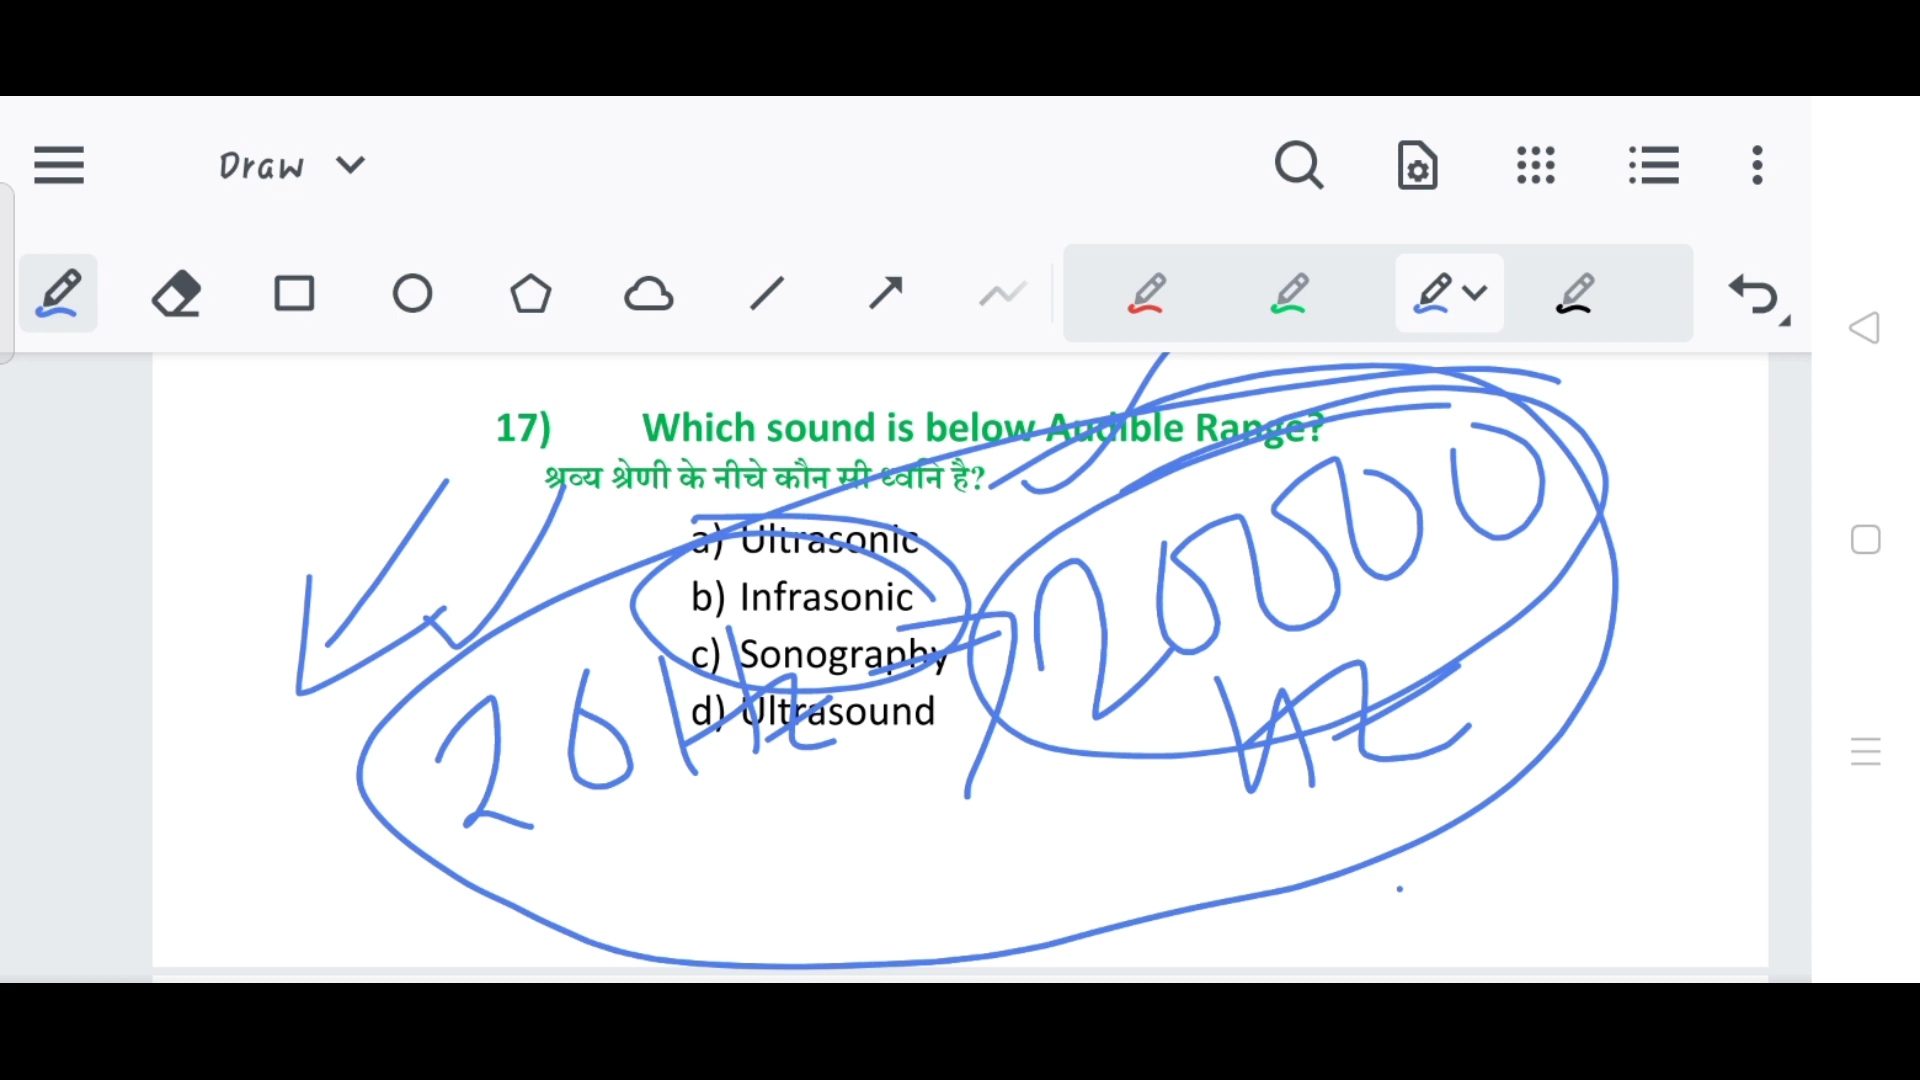 Draw
17) Which sound is below Audible Range?
श्रव्य श्रेणी के नीचे कौन सी ध्वनि है?
a) Ultrasonic
b) Infrasonic
c) Sonography
d) Ultrasound
20Hz - 20000 Hz